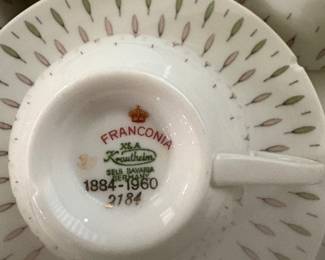 FRANCONIA
K&A
Krautheim
SELB BAVARIA
GERMANY
1884-1960
2184